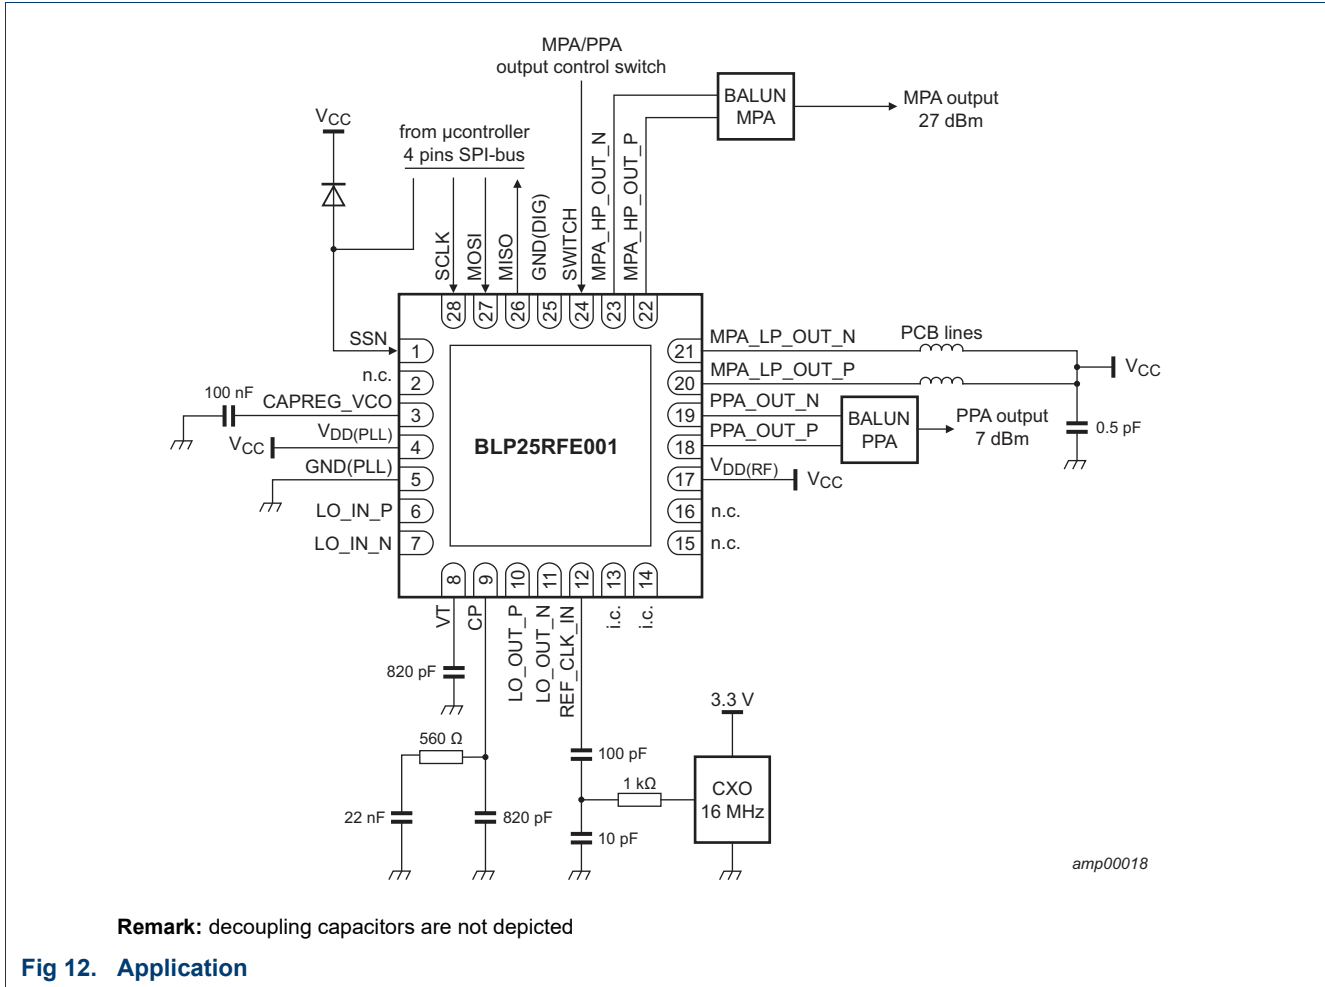 MPA/PPA
output control switch
BALUN
MPA
MPA output
27 dBm
VCC
from µcontroller
4 pins SPI-bus
SCLK
MOSI
MISO
GND(DIG)
SWITCH
MPA_HP_OUT_N
MPA_HP_OUT_P
28
27
26
25
24
23
22
SSN
1
n.c.
2
100 nF
CAPREG_VCO
3
VCC
VDD(PLL)
4
GND(PLL)
5
LO_IN_P
6
LO_IN_N
7
BLP25RFE001
21
MPA_LP_OUT_N
PCB lines
20
MPA_LP_OUT_P
VCC
19
PPA_OUT_N
18
PPA_OUT_P
BALUN
PPA
PPA output
7 dBm
0.5 pF
17
VDD(RF)
VCC
16
n.c.
15
n.c.
8
9
10
11
12
13
14
VT
CP
LO_OUT_P
LO_OUT_N
REF_CLK_IN
i.c.
i.c.
820 pF
560 Ω
22 nF
820 pF
100 pF
1 kΩ
10 pF
3.3 V
CXO
16 MHz
amp00018
Remark: decoupling capacitors are not depicted
Fig 12. Application